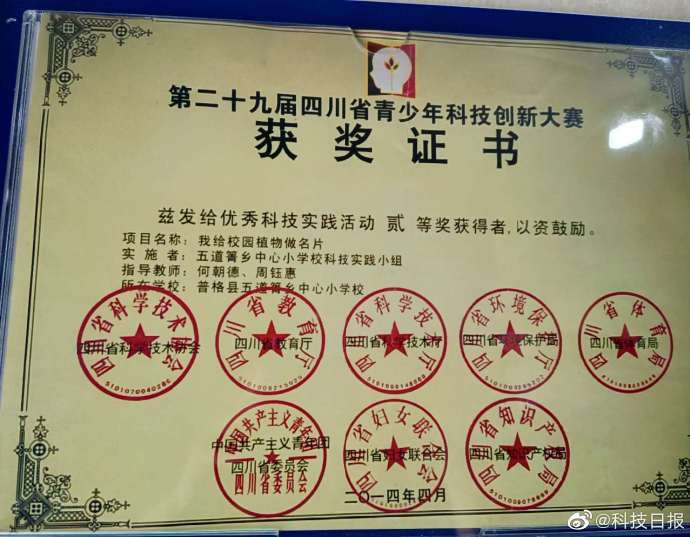 第二十九届四川省青少年科技创新大赛
获奖证书
兹发给优秀科技实践活动 贰 等奖获得者,以资鼓励。
项目名称：我给校园植物做名片
实施者：五道箐乡中心小学校科技实践小组
指导教师：何朝德、周钰惠
所在学校：普格县五道箐乡中心小学校
四川省科学技术协会 四川省教育厅 四川省科学技术厅 四川省环境保护局 四川省体育局
中国共产主义青年团
四川省委员会 四川省妇女联合会 四川省知识产权局
二〇一四年四月
@科技日报